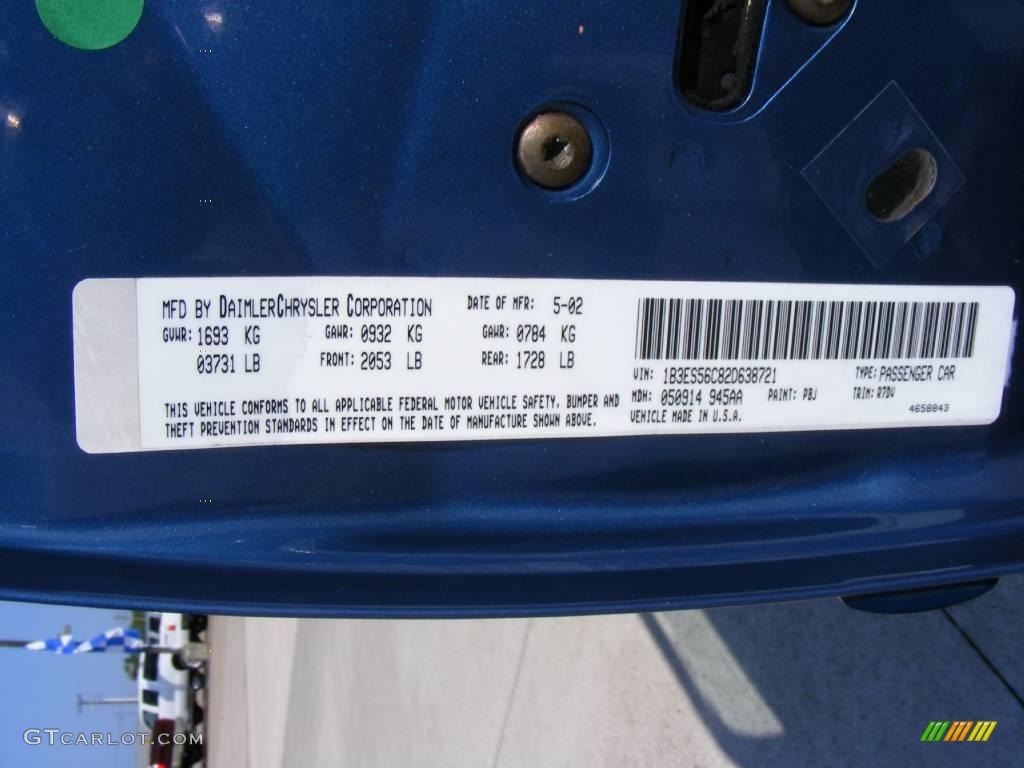 MFD BY DAIMLERCHRYSLER CORPORATION DATE OF MFR: 5-02
GVWR: 1693 KG GAWR: 0932 KG GAWR: 0784 KG
03731 LB FRONT: 2053 LB REAR: 1728 LB
THIS VEHICLE CONFORMS TO ALL APPLICABLE FEDERAL MOTOR VEHICLE SAFETY, BUMPER AND
THEFT PREVENTION STANDARDS IN EFFECT ON THE DATE OF MANUFACTURE SHOWN ABOVE.
VIN: 1B3ES56C82D638721 TYPE: PASSENGER CAR
MDH: 050914 945AA PAINT: PBJ TRIM: R7DV
VEHICLE MADE IN U.S.A. 4658843
GTCARLOT.COM